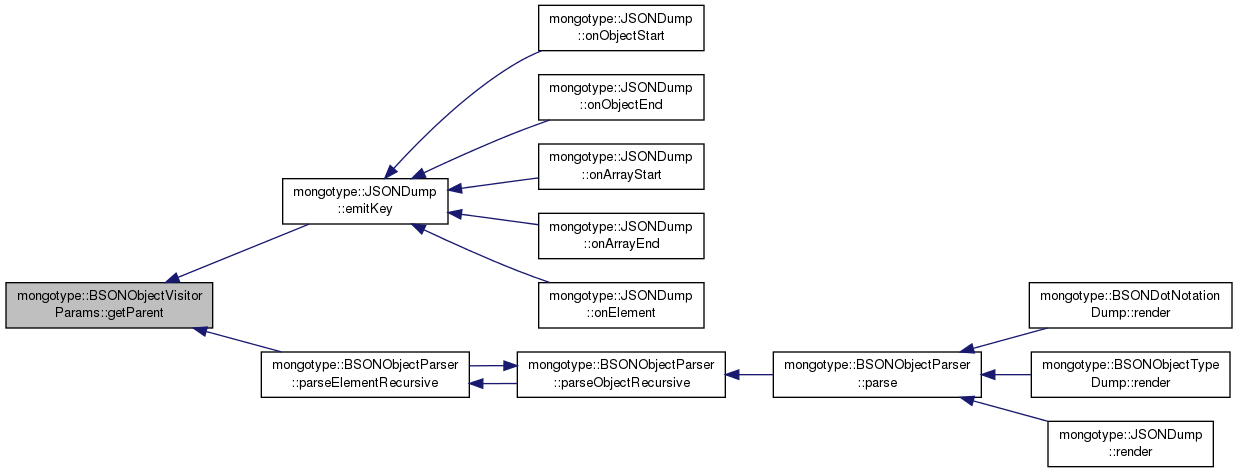 mongotype::JSONDump
::onObjectStart
mongotype::JSONDump
::onObjectEnd
mongotype::JSONDump
::onArrayStart
mongotype::JSONDump
::emitKey
mongotype::JSONDump
::onArrayEnd
mongotype::BSONObjectVisitor
Params::getParent
mongotype::JSONDump
::onElement
mongotype::BSONDotNotation
Dump::render
mongotype::BSONObjectParser
::parseElementRecursive
mongotype::BSONObjectParser
::parseObjectRecursive
mongotype::BSONObjectParser
::parse
mongotype::BSONObjectType
Dump::render
mongotype::JSONDump
::render